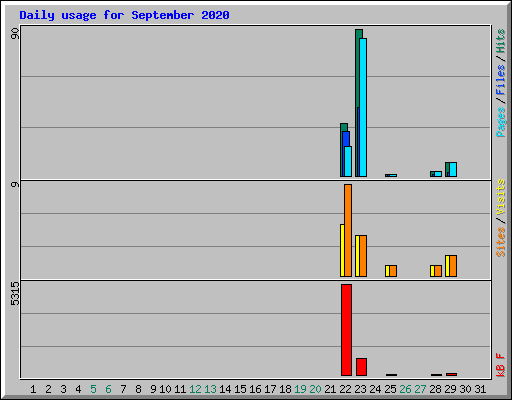 Daily usage for September 2020
90
Pages / Files / Hits
9
Sites / Visits
5315
kB F
1 2 3 4 5 6 7 8 9 10 11 12 13 14 15 16 17 18 19 20 21 22 23 24 25 26 27 28 29 30 31